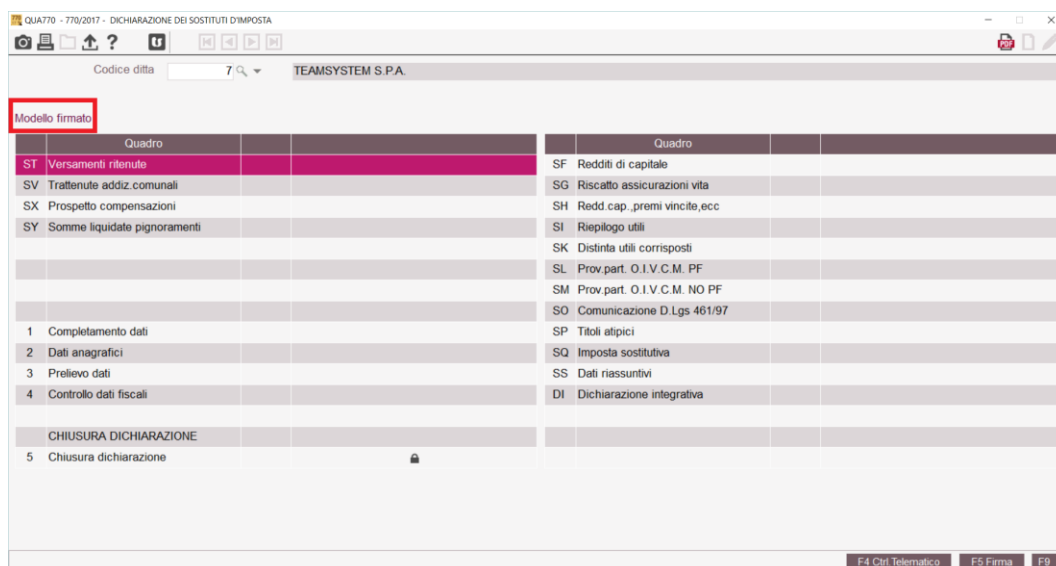 QUA770 - 770/2017 - DICHIARAZIONE DEI SOSTITUTI D'IMPOSTA
PDF
Codice ditta 7 TEAMSYSTEM S.P.A.
Modello firmato
Quadro
ST Versamenti ritenute
SV Trattenute addiz.comunali
SX Prospetto compensazioni
SY Somme liquidate pignoramenti
1 Completamento dati
2 Dati anagrafici
3 Prelievo dati
4 Controllo dati fiscali
CHIUSURA DICHIARAZIONE
5 Chiusura dichiarazione
Quadro
SF Redditi di capitale
SG Riscatto assicurazioni vita
SH Redd.cap.,premi vincite,ecc
SI Riepilogo utili
SK Distinta utili corrisposti
SL Prov.part. O.I.V.C.M. PF
SM Prov.part. O.I.V.C.M. NO PF
SO Comunicazione D.Lgs 461/97
SP Titoli atipici
SQ Imposta sostitutiva
SS Dati riassuntivi
DI Dichiarazione integrativa
F4 Ctrl.Telematico F5 Firma F9